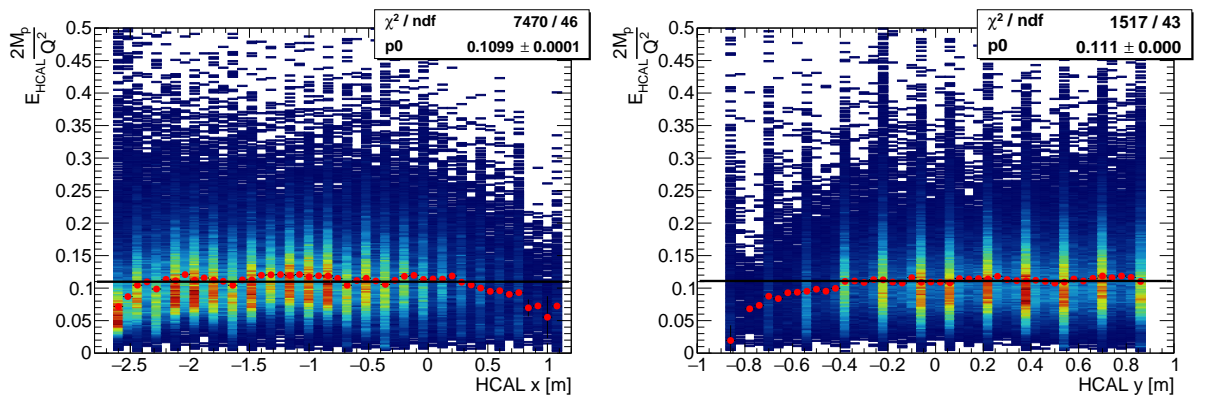 χ² / ndf 7470 / 46
p0 0.1099 ± 0.0001
E_HCAL 2M_p/Q²
0.5
0.45
0.4
0.35
0.3
0.25
0.2
0.15
0.1
0.05
0
−2.5 −2 −1.5 −1 −0.5 0 0.5 1
HCAL x [m]
χ² / ndf 1517 / 43
p0 0.111 ± 0.000
E_HCAL 2M_p/Q²
0.5
0.45
0.4
0.35
0.3
0.25
0.2
0.15
0.1
0.05
0
−1 −0.8 −0.6 −0.4 −0.2 0 0.2 0.4 0.6 0.8 1
HCAL y [m]